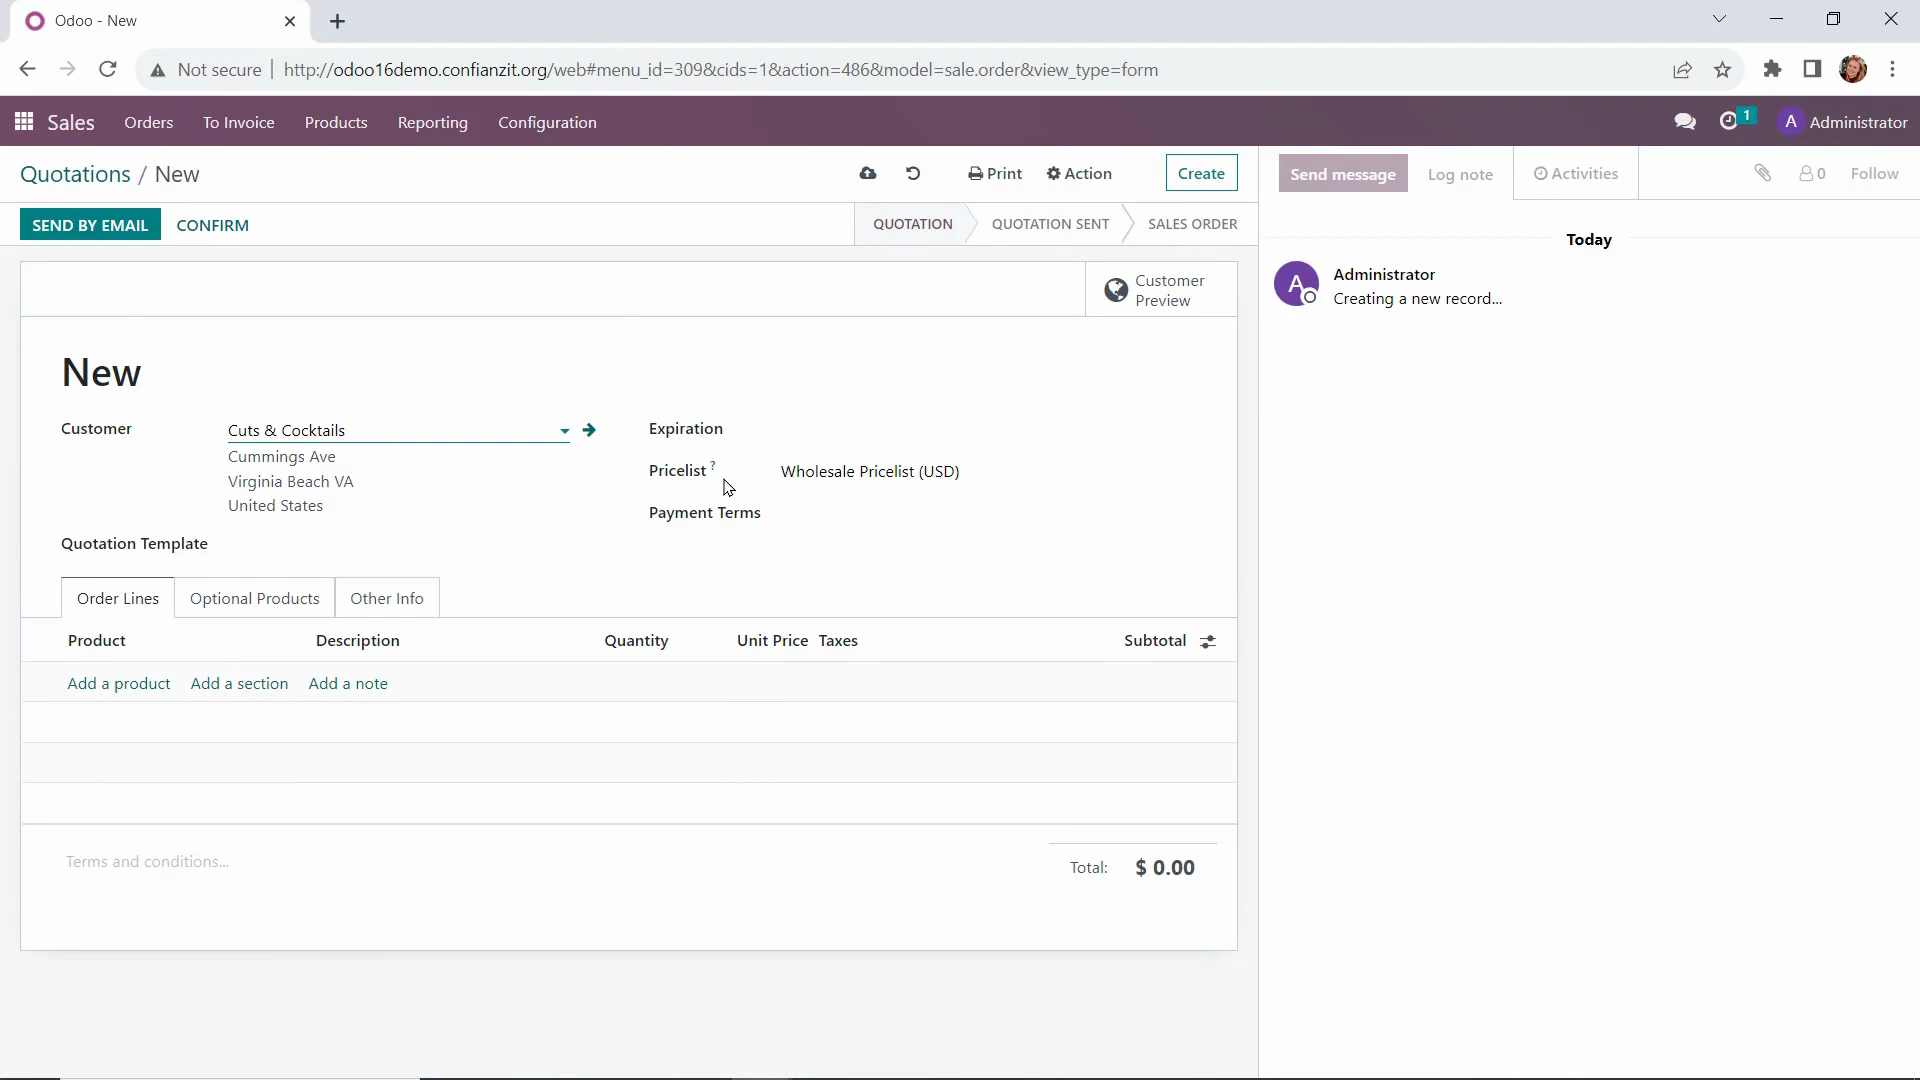 Odoo - New
Not secure http://odoo16demo.confianzit.org/web#menu_id=309&cids=1&action=486&model=sale.order&view_type=form
Sales Orders To Invoice Products Reporting Configuration 1 A Administrator
Quotations / New Print Action Create Send message Log note Activities 0 Follow
SEND BY EMAIL CONFIRM QUOTATION QUOTATION SENT SALES ORDER
Today
A Administrator
Creating a new record...
Customer
Preview
New
Customer Cuts & Cocktails Expiration
Cummings Ave
Pricelist ? Wholesale Pricelist (USD)
Virginia Beach VA
United States
Payment Terms
Quotation Template
Order Lines Optional Products Other Info
Product Description Quantity Unit Price Taxes Subtotal
Add a product Add a section Add a note
Terms and conditions...
Total: $ 0.00